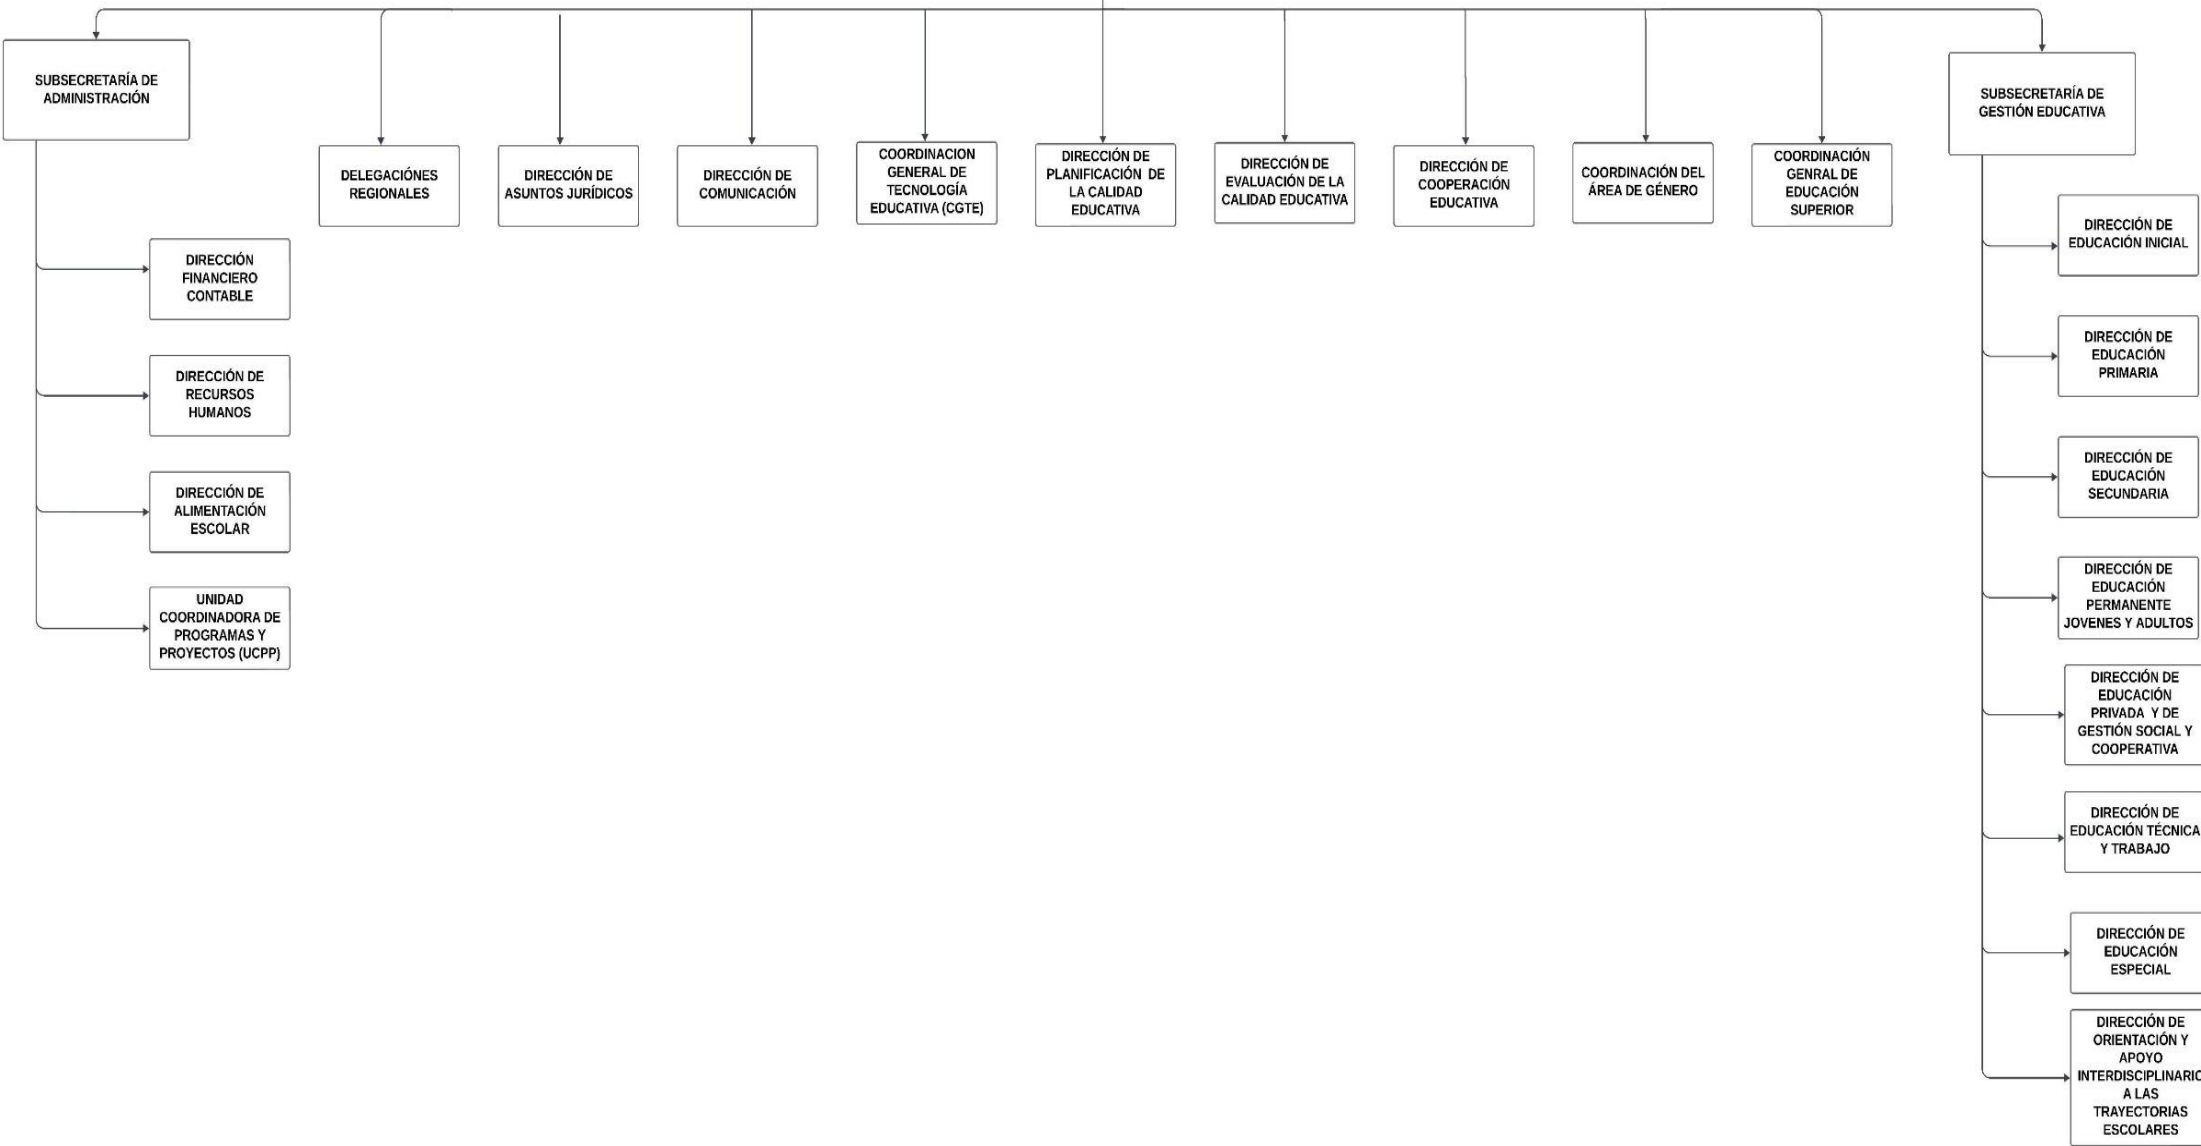 SUBSECRETARÍA DE
ADMINISTRACIÓN
DIRECCIÓN
FINANCIERO
CONTABLE
DIRECCIÓN DE
RECURSOS
HUMANOS
DIRECCIÓN DE
ALIMENTACIÓN
ESCOLAR
UNIDAD
COORDINADORA DE
PROGRAMAS Y
PROYECTOS (UCPP)
DELEGACIÓNES
REGIONALES
DIRECCIÓN DE
ASUNTOS JURÍDICOS
DIRECCIÓN DE
COMUNICACIÓN
COORDINACION
GENERAL DE
TECNOLOGÍA
EDUCATIVA (CGTE)
DIRECCIÓN DE
PLANIFICACIÓN DE
LA CALIDAD
EDUCATIVA
DIRECCIÓN DE
EVALUACIÓN DE LA
CALIDAD EDUCATIVA
DIRECCIÓN DE
COOPERACIÓN
EDUCATIVA
COORDINACIÓN DEL
ÁREA DE GÉNERO
COORDINACIÓN
GENRAL DE
EDUCACIÓN
SUPERIOR
SUBSECRETARÍA DE
GESTIÓN EDUCATIVA
DIRECCIÓN DE
EDUCACIÓN INICIAL
DIRECCIÓN DE
EDUCACIÓN
PRIMARIA
DIRECCIÓN DE
EDUCACIÓN
SECUNDARIA
DIRECCIÓN DE
EDUCACIÓN
PERMANENTE
JOVENES Y ADULTOS
DIRECCIÓN DE
EDUCACIÓN
PRIVADA Y DE
GESTIÓN SOCIAL Y
COOPERATIVA
DIRECCIÓN DE
EDUCACIÓN TÉCNICA
Y TRABAJO
DIRECCIÓN DE
EDUCACIÓN
ESPECIAL
DIRECCIÓN DE
ORIENTACIÓN Y
APOYO
INTERDISCIPLINARIO
A LAS
TRAYECTORIAS
ESCOLARES